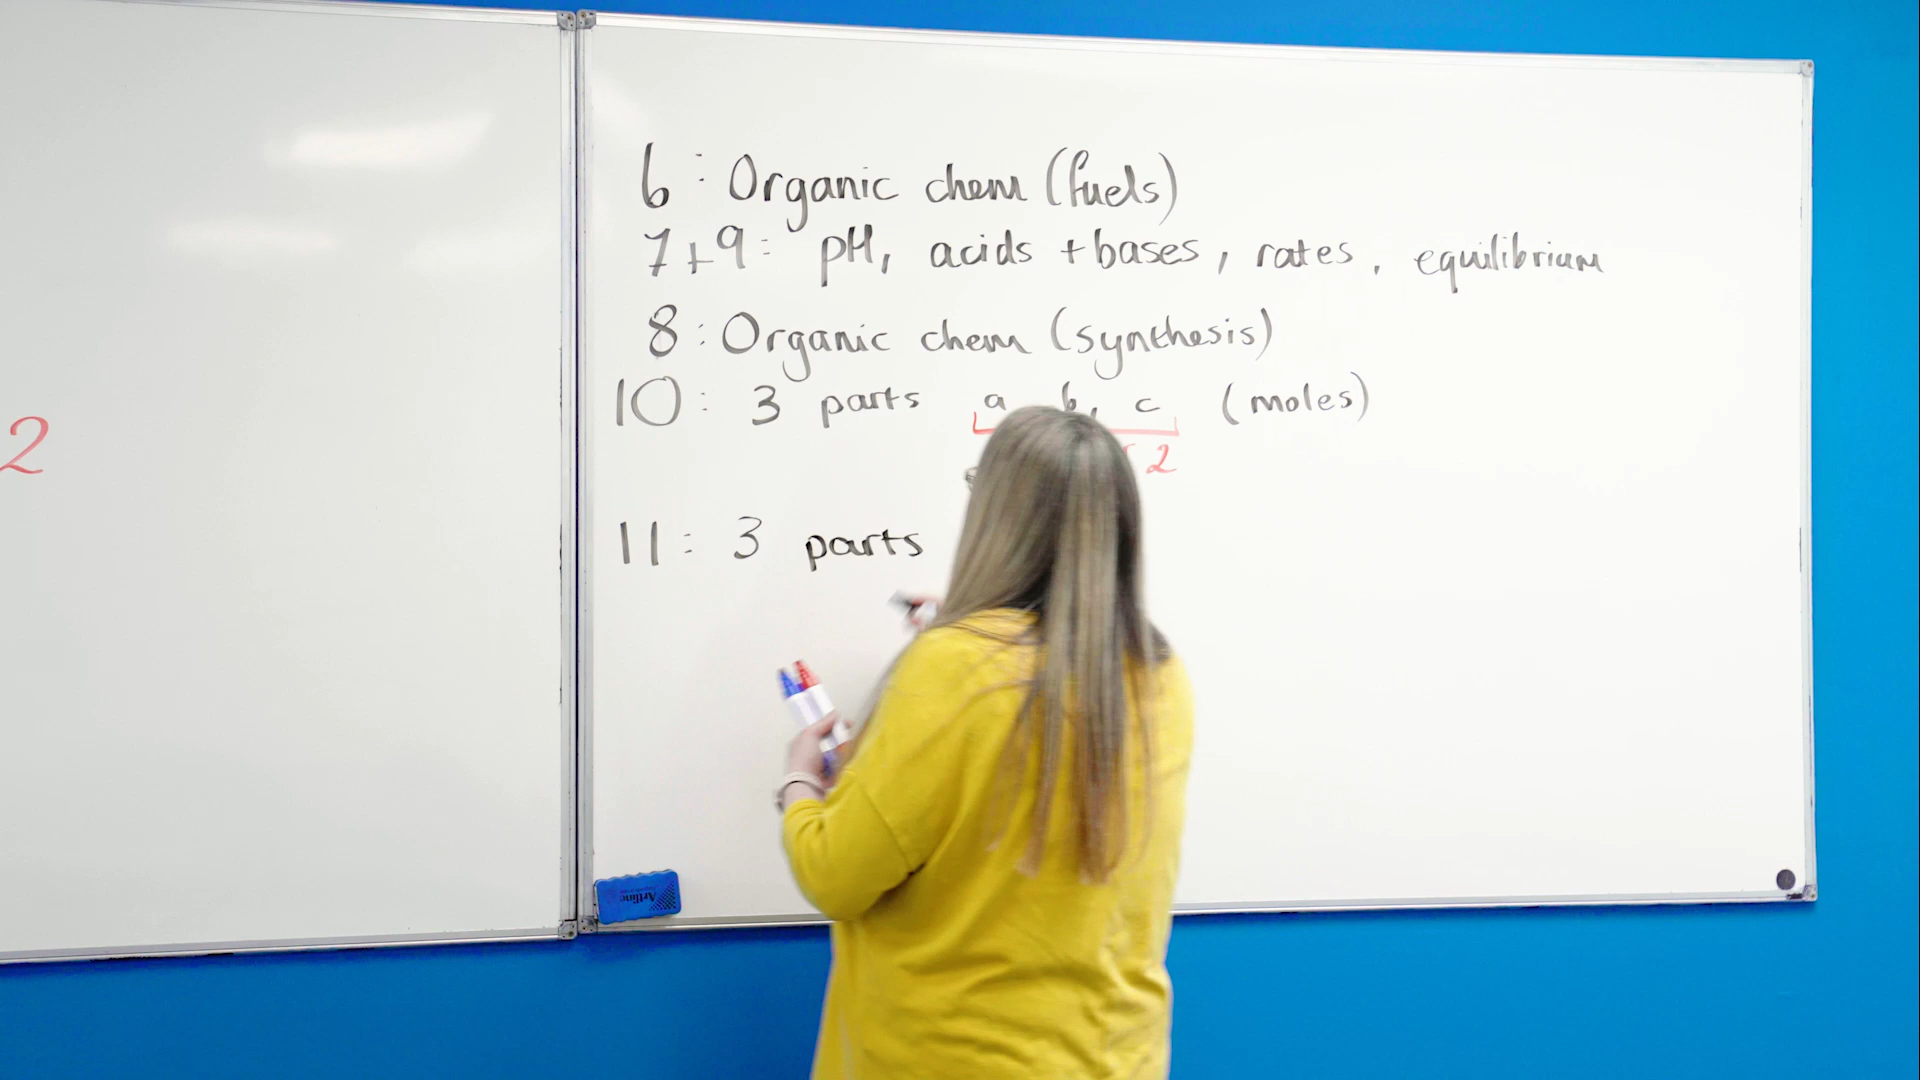 6 : Organic chem (fuels)
7+9 : pH, acids + bases, rates, equilibrium
8 : Organic chem (synthesis)
10 : 3 parts a b, c (moles)
2
2
11 : 3 parts
Artline